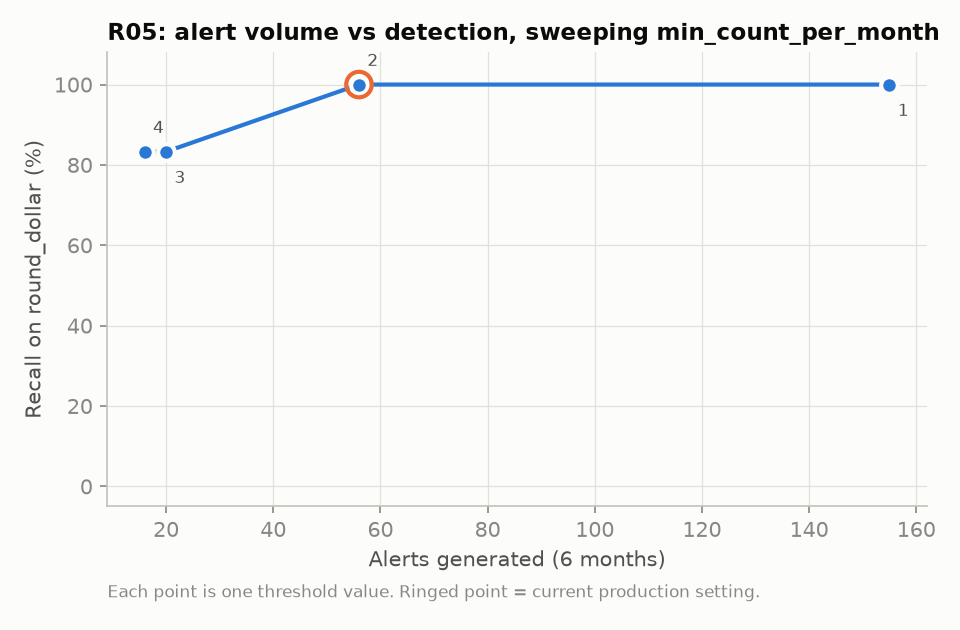 R05: alert volume vs detection, sweeping min_count_per_month
Recall on round_dollar (%)
100
80
60
40
20
0
2
4
3
1
20 40 60 80 100 120 140 160
Alerts generated (6 months)
Each point is one threshold value. Ringed point = current production setting.